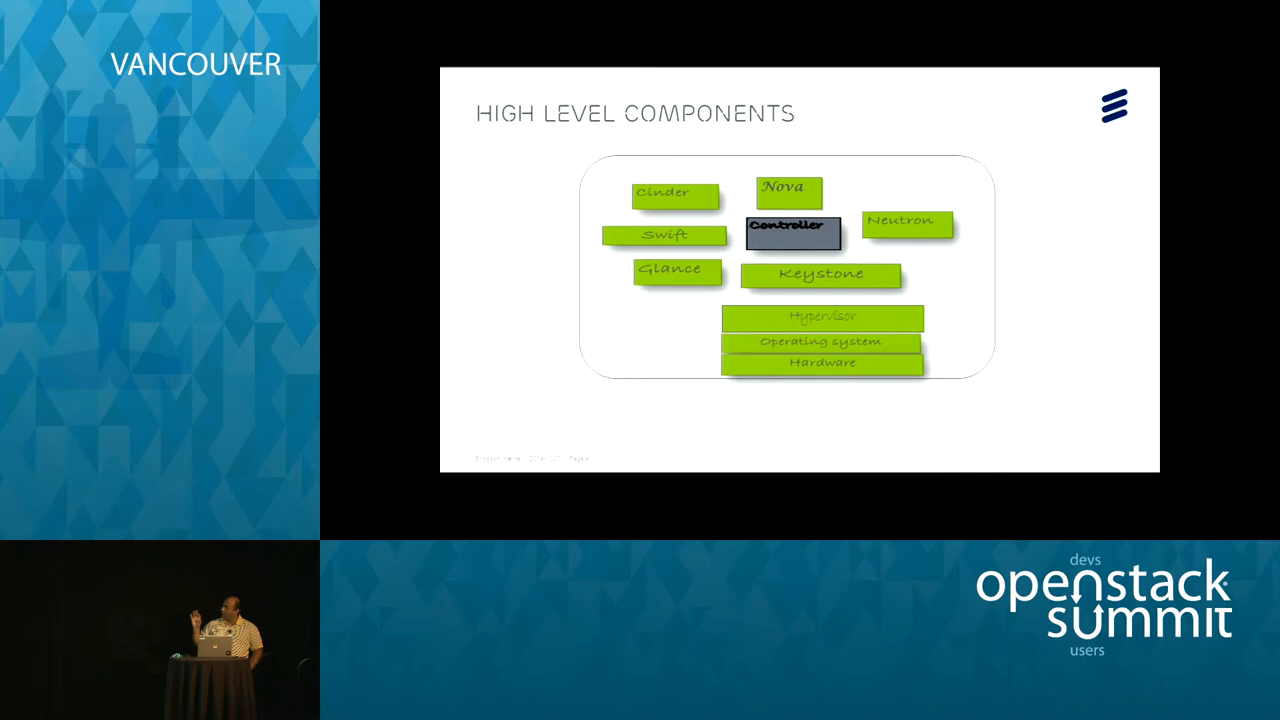 VANCOUVER
HIGH LEVEL COMPONENTS
Cinder
Nova
Neutron
Controller
Swift
Glance
Keystone
Hypervisor
Operating system
Hardware
devs
openstack
summit
users